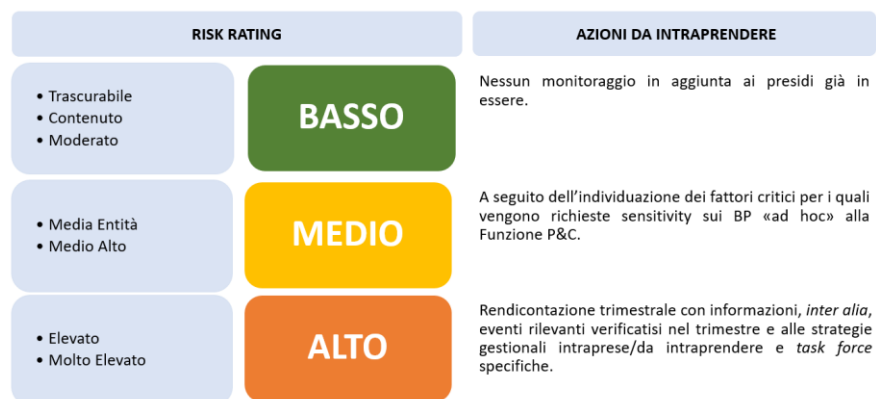 RISK RATING
AZIONI DA INTRAPRENDERE
• Trascurabile
• Contenuto
• Moderato
BASSO
Nessun monitoraggio in aggiunta ai presidi già in
essere.
• Media Entità
• Medio Alto
MEDIO
A seguito dell'individuazione dei fattori critici per i quali
vengono richieste sensitivity sui BP «ad hoc» alla
Funzione P&C.
• Elevato
• Molto Elevato
ALTO
Rendicontazione trimestrale con informazioni, inter alia,
eventi rilevanti verificatisi nel trimestre e alle strategie
gestionali intraprese/da intraprendere e task force
specifiche.